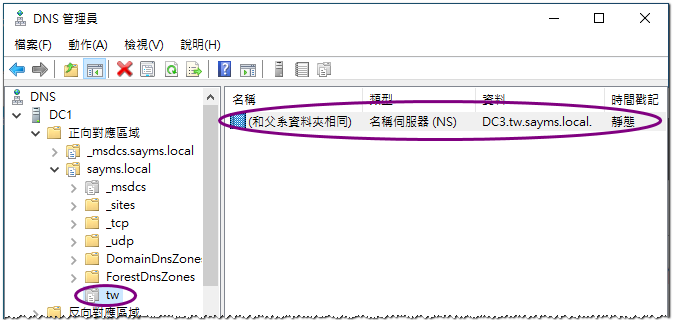 DNS 管理員
檔案(F) 動作(A) 檢視(V) 說明(H)
DNS
DC1
正向對應區域
_msdcs.sayms.local
sayms.local
_msdcs
_sites
_tcp
_udp
DomainDnsZones
ForestDnsZones
tw
反向對應區域
名稱 類型 資料 時間戳記
(和父系資料夾相同) 名稱伺服器 (NS) DC3.tw.sayms.local. 靜態